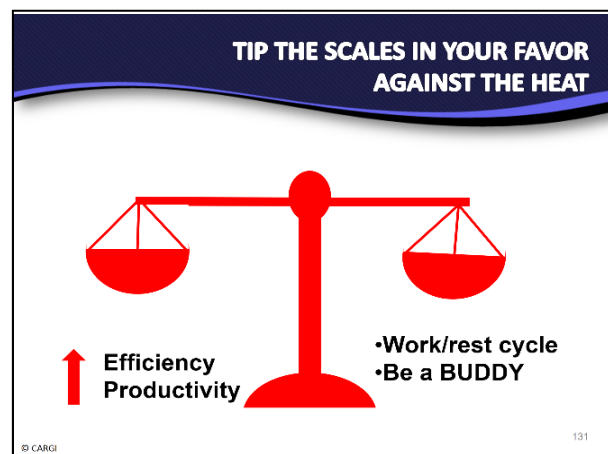 TIP THE SCALES IN YOUR FAVOR
AGAINST THE HEAT
Efficiency
Productivity
•Work/rest cycle
•Be a BUDDY
131
© CARGI